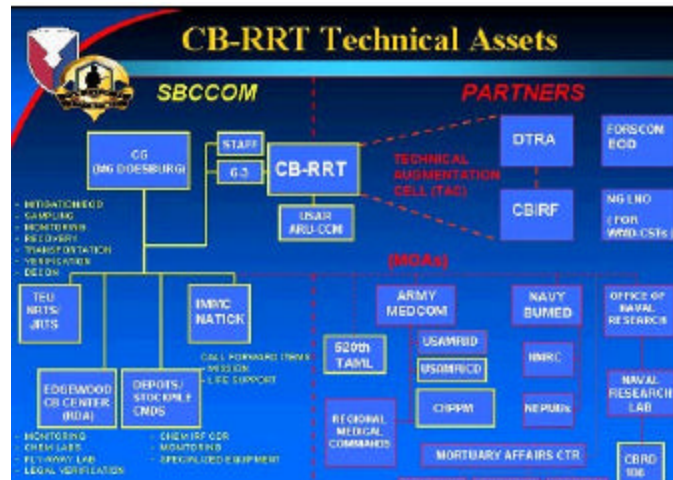 CB-RRT Technical Assets
SBCCOM
PARTNERS
CG
(MG DOESBURG)
STAFF
G-3
CB-RRT
USAR
ARU-CCM
TECHNICAL
AUGMENTATION
CELL (TAC)
DTRA
CBIRF
FORSCOM
EOD
NG LNO
( FOR
WMD-CSTs)
- MITIGATION/EOD
- SAMPLING
- MONITORING
- RECOVERY
- TRANSPORTATION
- VERIFICATION
- DECON
(MOAs)
TEU
NRTS/
JRTS
IMMC
NATICK
CALL FORWARD ITEMS
- MISSION
- LIFE SUPPORT
EDGEWOOD
CB CENTER
(RDA)
DEPOTS/
STOCKPILE
CMDS
- MONITORING
- CHEM LABS
- FLY-AWAY LAB
- LEGAL VERIFICATION
- CHEM IRF CDR
- MONITORING
- SPECIALIZED EQUIPMENT
520th
TAML
ARMY
MEDCOM
USAMRIID
USAMRICD
CHPPM
REGIONAL
MEDICAL
COMMANDS
NAVY
BUMED
NMRC
NEPMUs
MORTUARY AFFAIRS CTR
OFFICE OF
NAVAL
RESEARCH
NAVAL
RESEARCH
LAB
CBRD